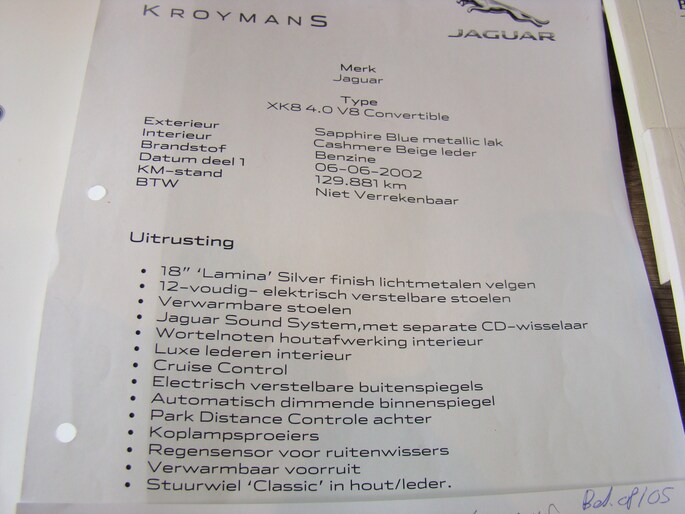 KROYMANS
JAGUAR
Merk
Jaguar
Type
XK8 4.0 V8 Convertible
Exterieur Sapphire Blue metallic lak
Interieur Cashmere Beige leder
Brandstof Benzine
Datum deel 1 06-06-2002
KM-stand 129.881 km
BTW Niet Verrekenbaar
Uitrusting
• 18” ‘Lamina’ Silver finish lichtmetalen velgen
• 12-voudig- elektrisch verstelbare stoelen
• Verwarmbare stoelen
• Jaguar Sound System,met separate CD-wisselaar
• Wortelnoten houtafwerking interieur
• Luxe lederen interieur
• Cruise Control
• Electrisch verstelbare buitenspiegels
• Automatisch dimmende binnenspiegel
• Park Distance Controle achter
• Koplampsproeiers
• Regensensor voor ruitenwissers
• Verwarmbaar voorruit
• Stuurwiel ‘Classic’ in hout/leder.